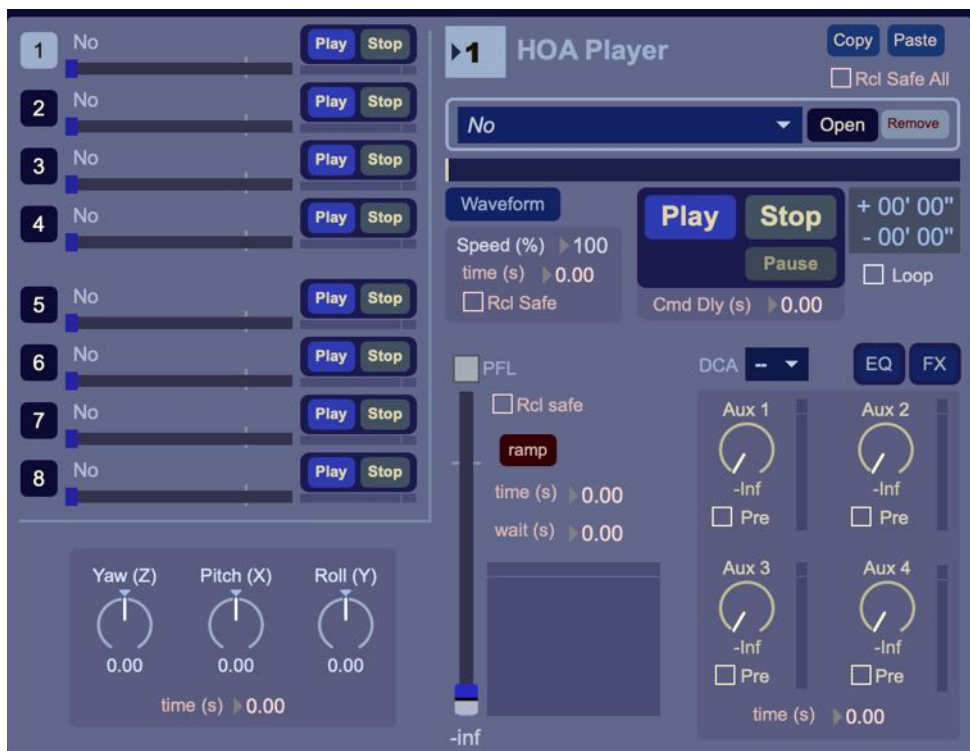 1 No Play Stop
2 No Play Stop
3 No Play Stop
4 No Play Stop
5 No Play Stop
6 No Play Stop
7 No Play Stop
8 No Play Stop
Yaw (Z) Pitch (X) Roll (Y)
0.00 0.00 0.00
time (s) 0.00
1 HOA Player Copy Paste
Rcl Safe All
No Open Remove
Waveform
Speed (%) 100
time (s) 0.00
Rcl Safe
Play Stop
Pause
Cmd Dly (s) 0.00
+ 00' 00"
- 00' 00"
Loop
PFL
Rcl safe
ramp
time (s) 0.00
wait (s) 0.00
-inf
DCA -- EQ FX
Aux 1 Aux 2
-Inf -Inf
Pre Pre
Aux 3 Aux 4
-Inf -Inf
Pre Pre
time (s) 0.00